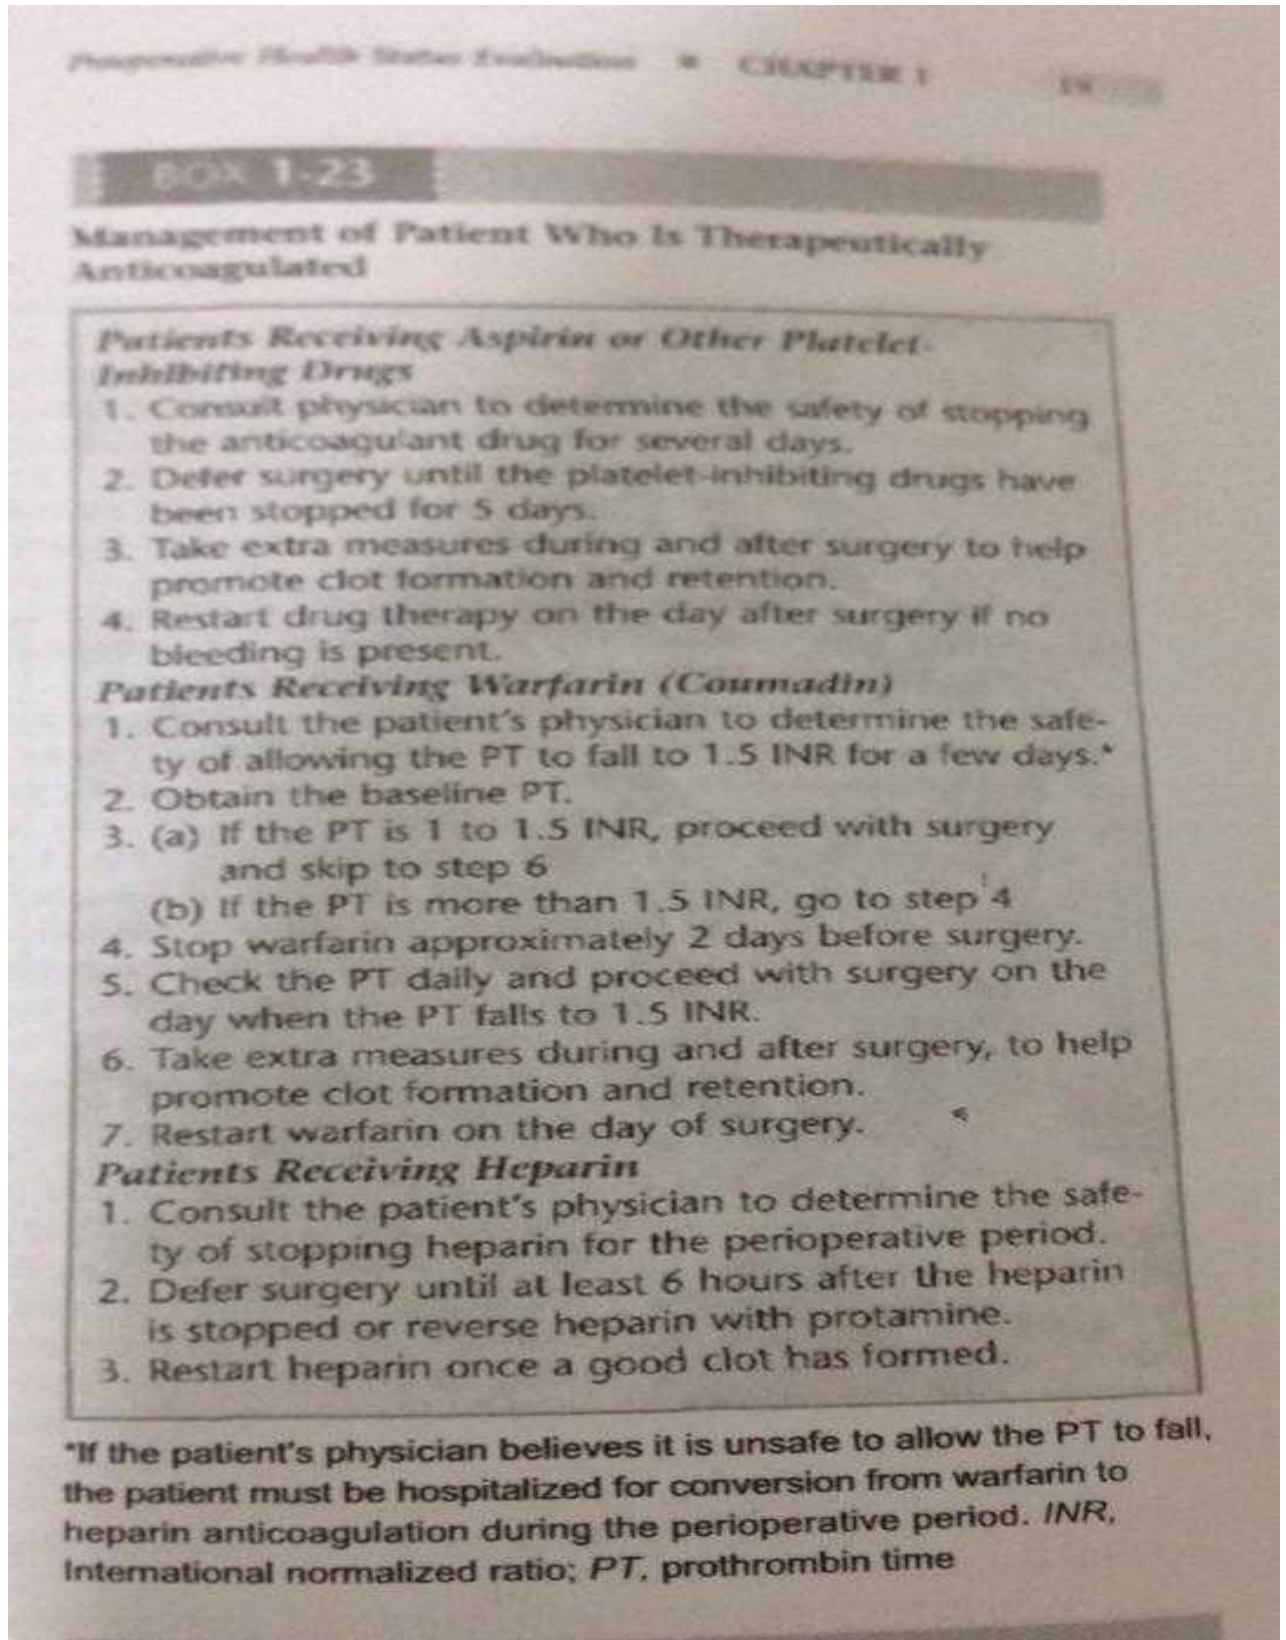 Preoperative Health Status Evaluation ■ CHAPTER 1 19
BOX 1-23
Management of Patient Who Is Therapeutically
Anticoagulated
Patients Receiving Aspirin or Other Platelet-
Inhibiting Drugs
1. Consult physician to determine the safety of stopping
the anticoagulant drug for several days.
2. Defer surgery until the platelet-inhibiting drugs have
been stopped for 5 days.
3. Take extra measures during and after surgery to help
promote clot formation and retention.
4. Restart drug therapy on the day after surgery if no
bleeding is present.
Patients Receiving Warfarin (Coumadin)
1. Consult the patient's physician to determine the safe-
ty of allowing the PT to fall to 1.5 INR for a few days.*
2. Obtain the baseline PT.
3. (a) If the PT is 1 to 1.5 INR, proceed with surgery
and skip to step 6
(b) If the PT is more than 1.5 INR, go to step 4
4. Stop warfarin approximately 2 days before surgery.
5. Check the PT daily and proceed with surgery on the
day when the PT falls to 1.5 INR.
6. Take extra measures during and after surgery, to help
promote clot formation and retention.
7. Restart warfarin on the day of surgery.
Patients Receiving Heparin
1. Consult the patient's physician to determine the safe-
ty of stopping heparin for the perioperative period.
2. Defer surgery until at least 6 hours after the heparin
is stopped or reverse heparin with protamine.
3. Restart heparin once a good clot has formed.
*If the patient's physician believes it is unsafe to allow the PT to fall,
the patient must be hospitalized for conversion from warfarin to
heparin anticoagulation during the perioperative period. INR,
International normalized ratio; PT, prothrombin time